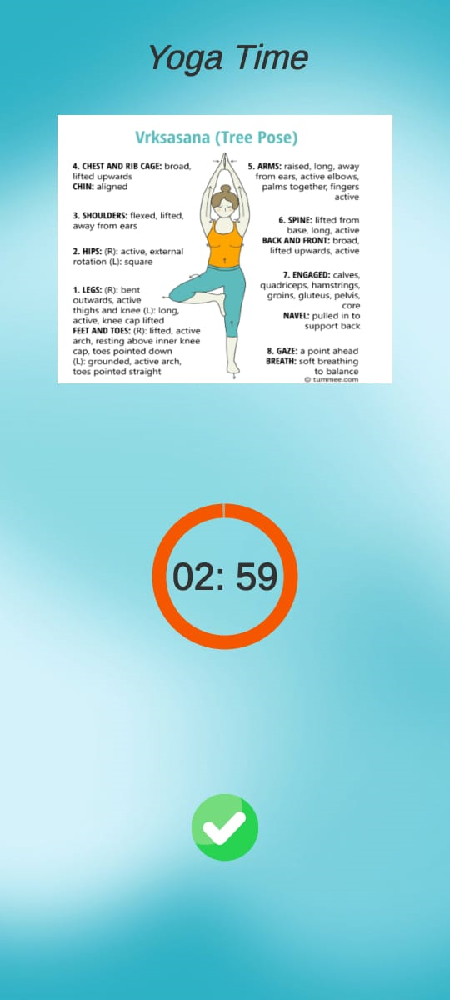 Yoga Time
Vrksasana (Tree Pose)
4. CHEST AND RIB CAGE: broad,
lifted upwards
CHIN: aligned
3. SHOULDERS: flexed, lifted,
away from ears
2. HIPS: (R): active, external
rotation (L): square
1. LEGS: (R): bent
outwards, active
thighs and knee (L): long,
active, knee cap lifted
FEET AND TOES: (R): lifted, active
arch, resting above inner knee
cap, toes pointed down
(L): grounded, active arch,
toes pointed straight
5. ARMS: raised, long, away
from ears, active elbows,
palms together, fingers
active
6. SPINE: lifted from
base, long, active
BACK AND FRONT: broad,
lifted upwards, active
7. ENGAGED: calves,
quadriceps, hamstrings,
groins, gluteus, pelvis,
core
NAVEL: pulled in to
support back
8. GAZE: a point ahead
BREATH: soft breathing
to balance
© tummee.com
02: 59